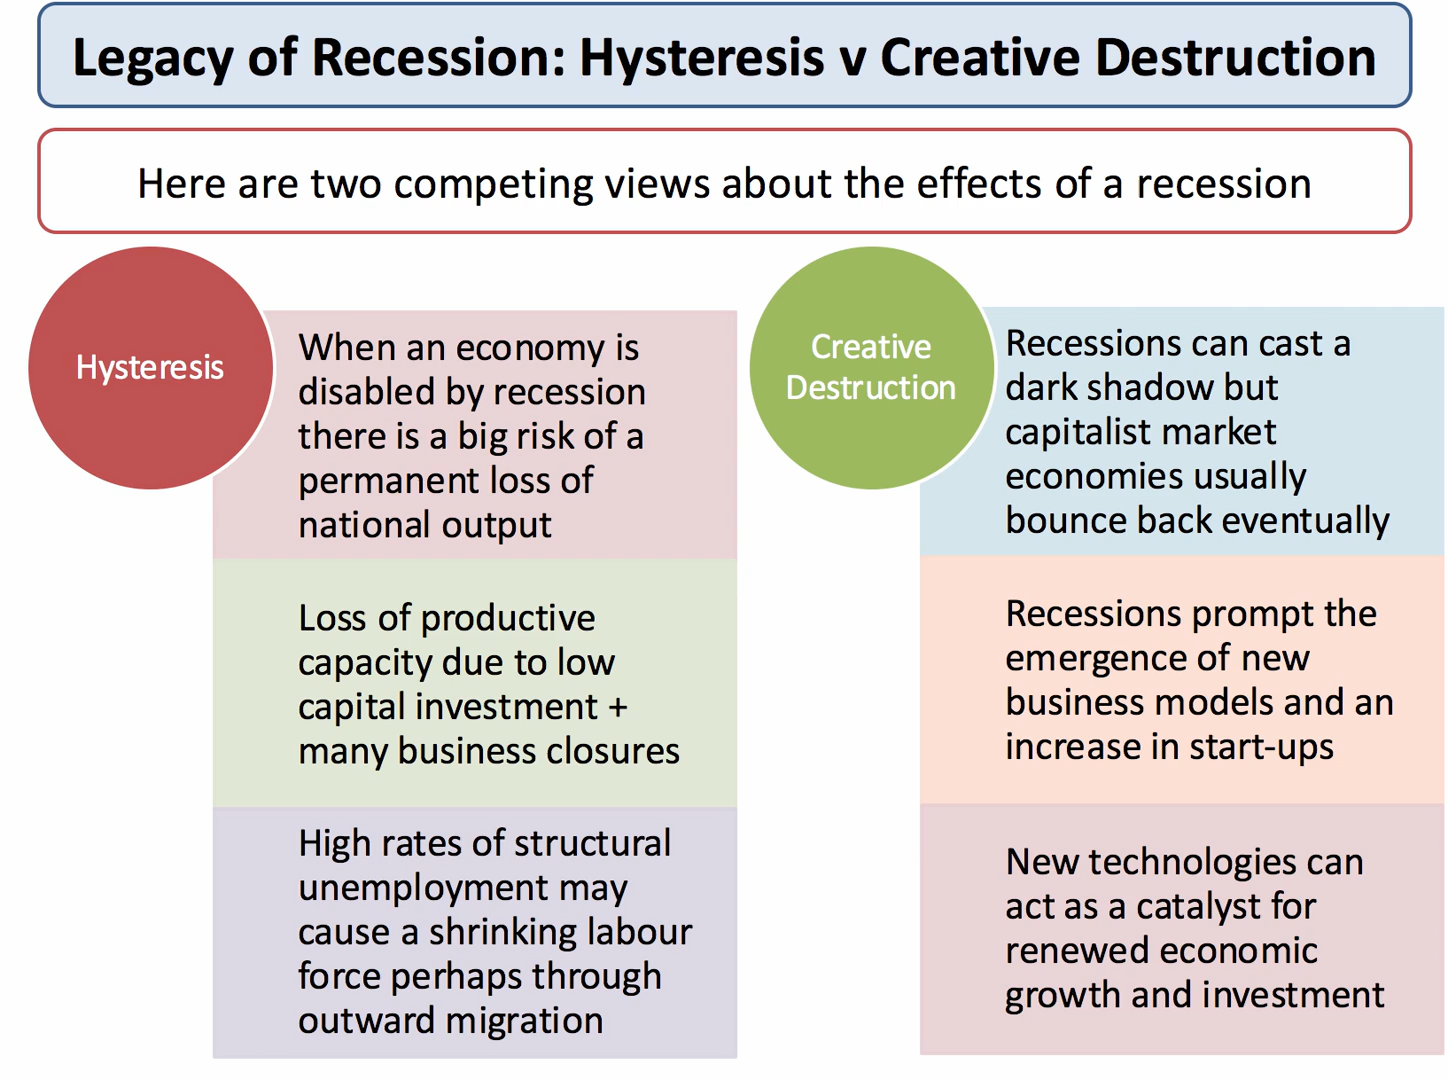 Legacy of Recession: Hysteresis v Creative Destruction
Here are two competing views about the effects of a recession
Hysteresis
When an economy is
disabled by recession
there is a big risk of a
permanent loss of
national output
Loss of productive
capacity due to low
capital investment +
many business closures
High rates of structural
unemployment may
cause a shrinking labour
force perhaps through
outward migration
Creative
Destruction
Recessions can cast a
dark shadow but
capitalist market
economies usually
bounce back eventually
Recessions prompt the
emergence of new
business models and an
increase in start-ups
New technologies can
act as a catalyst for
renewed economic
growth and investment